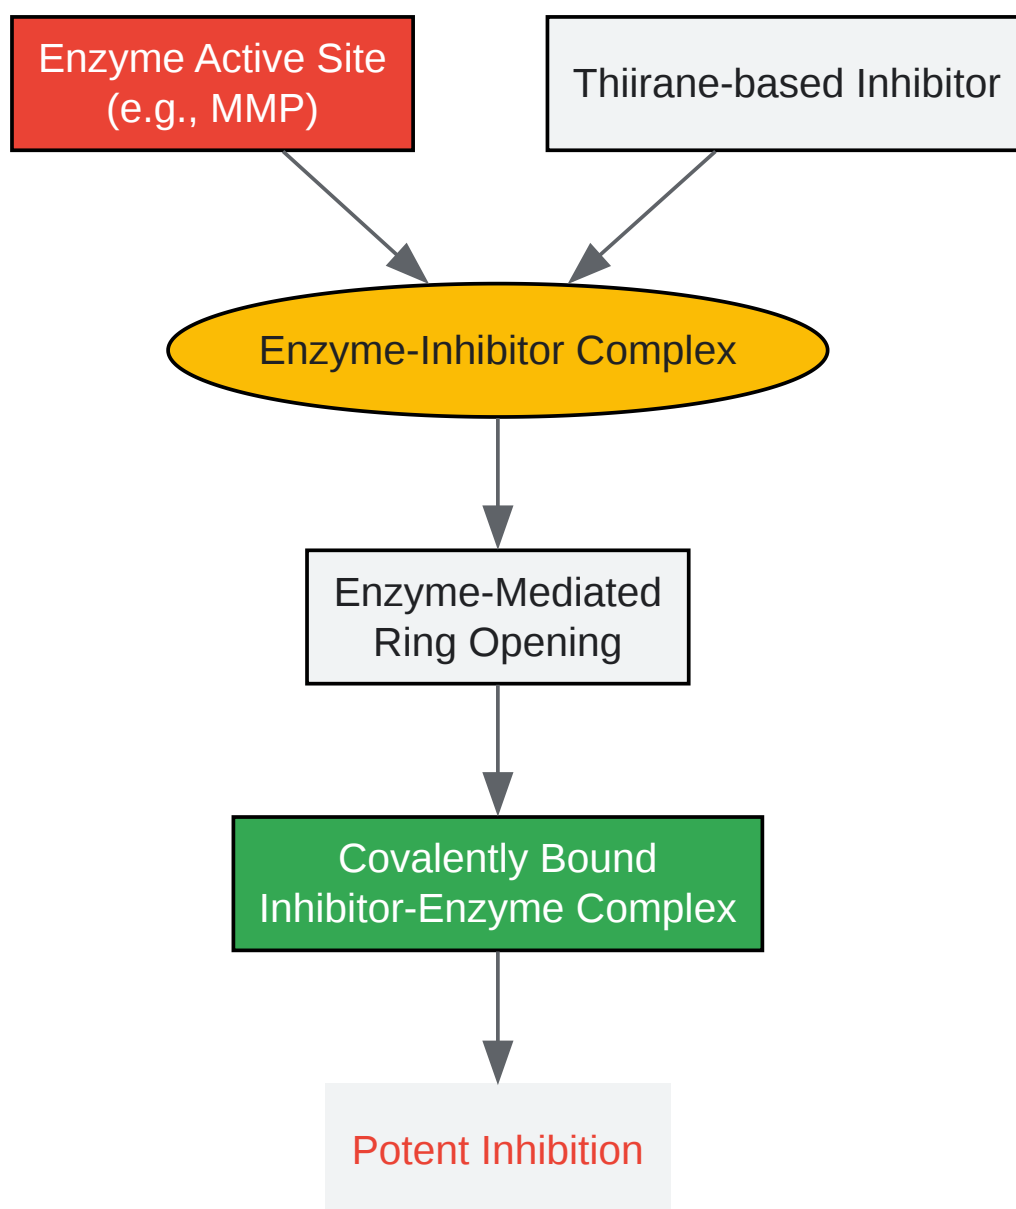 Enzyme Active Site
(e.g., MMP)
Thiirane-based Inhibitor
Enzyme-Inhibitor Complex
Enzyme-Mediated
Ring Opening
Covalently Bound
Inhibitor-Enzyme Complex
Potent Inhibition